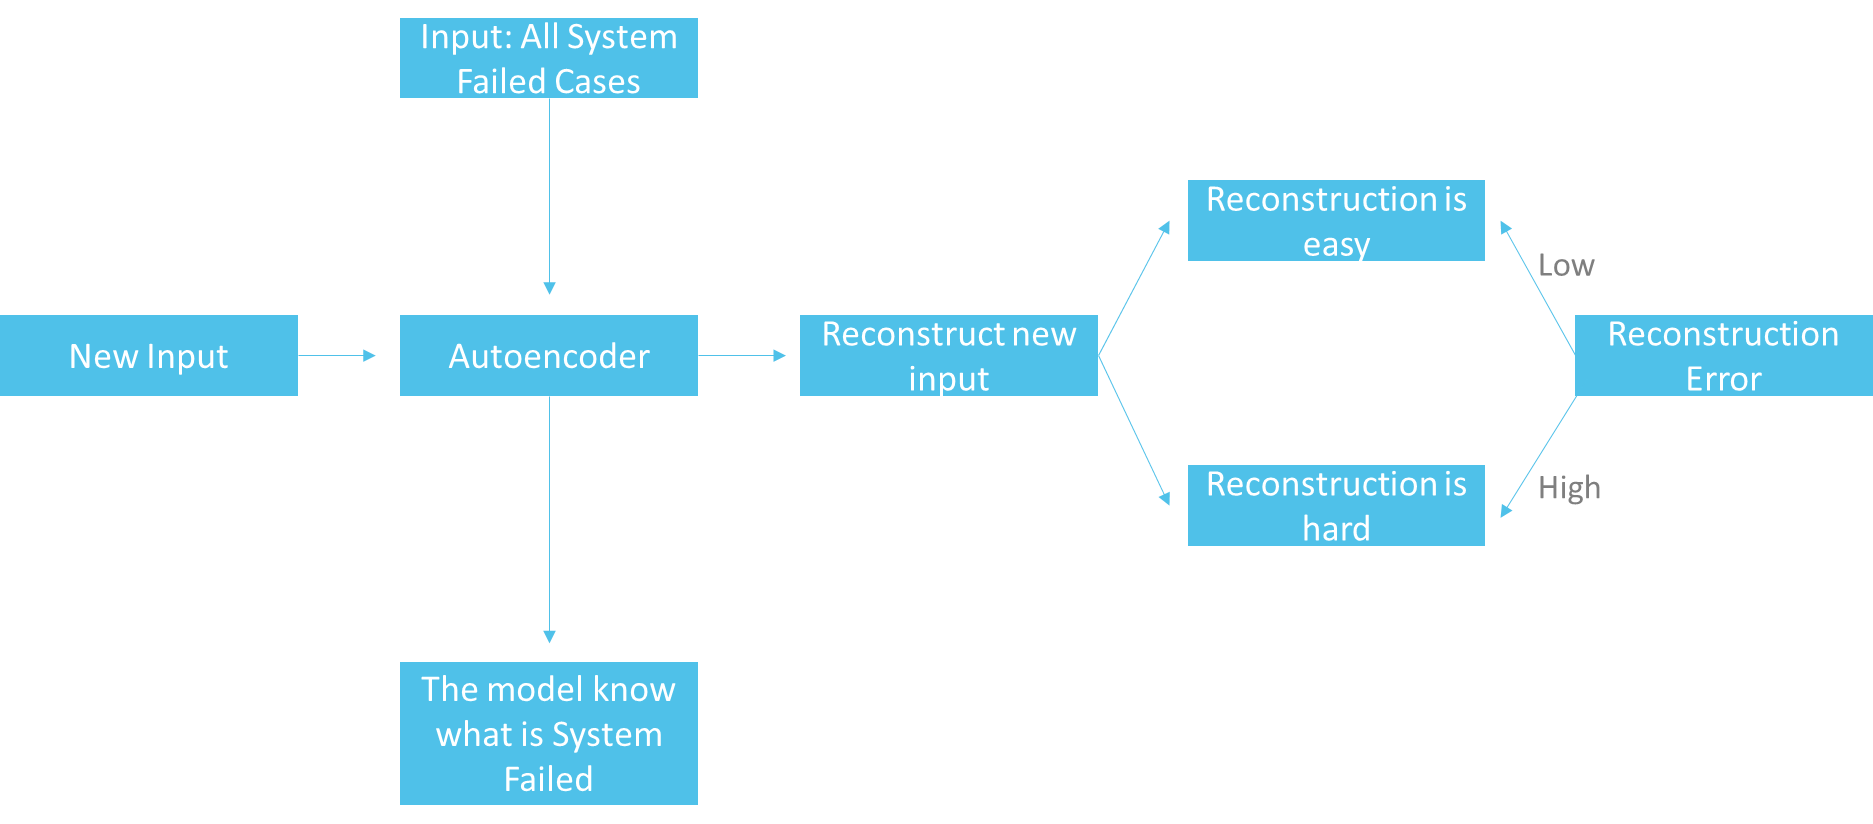 Input: All System
Failed Cases
New Input
Autoencoder
Reconstruct new
input
Reconstruction is
easy
Low
Reconstruction
Error
Reconstruction is
hard
High
The model know
what is System
Failed